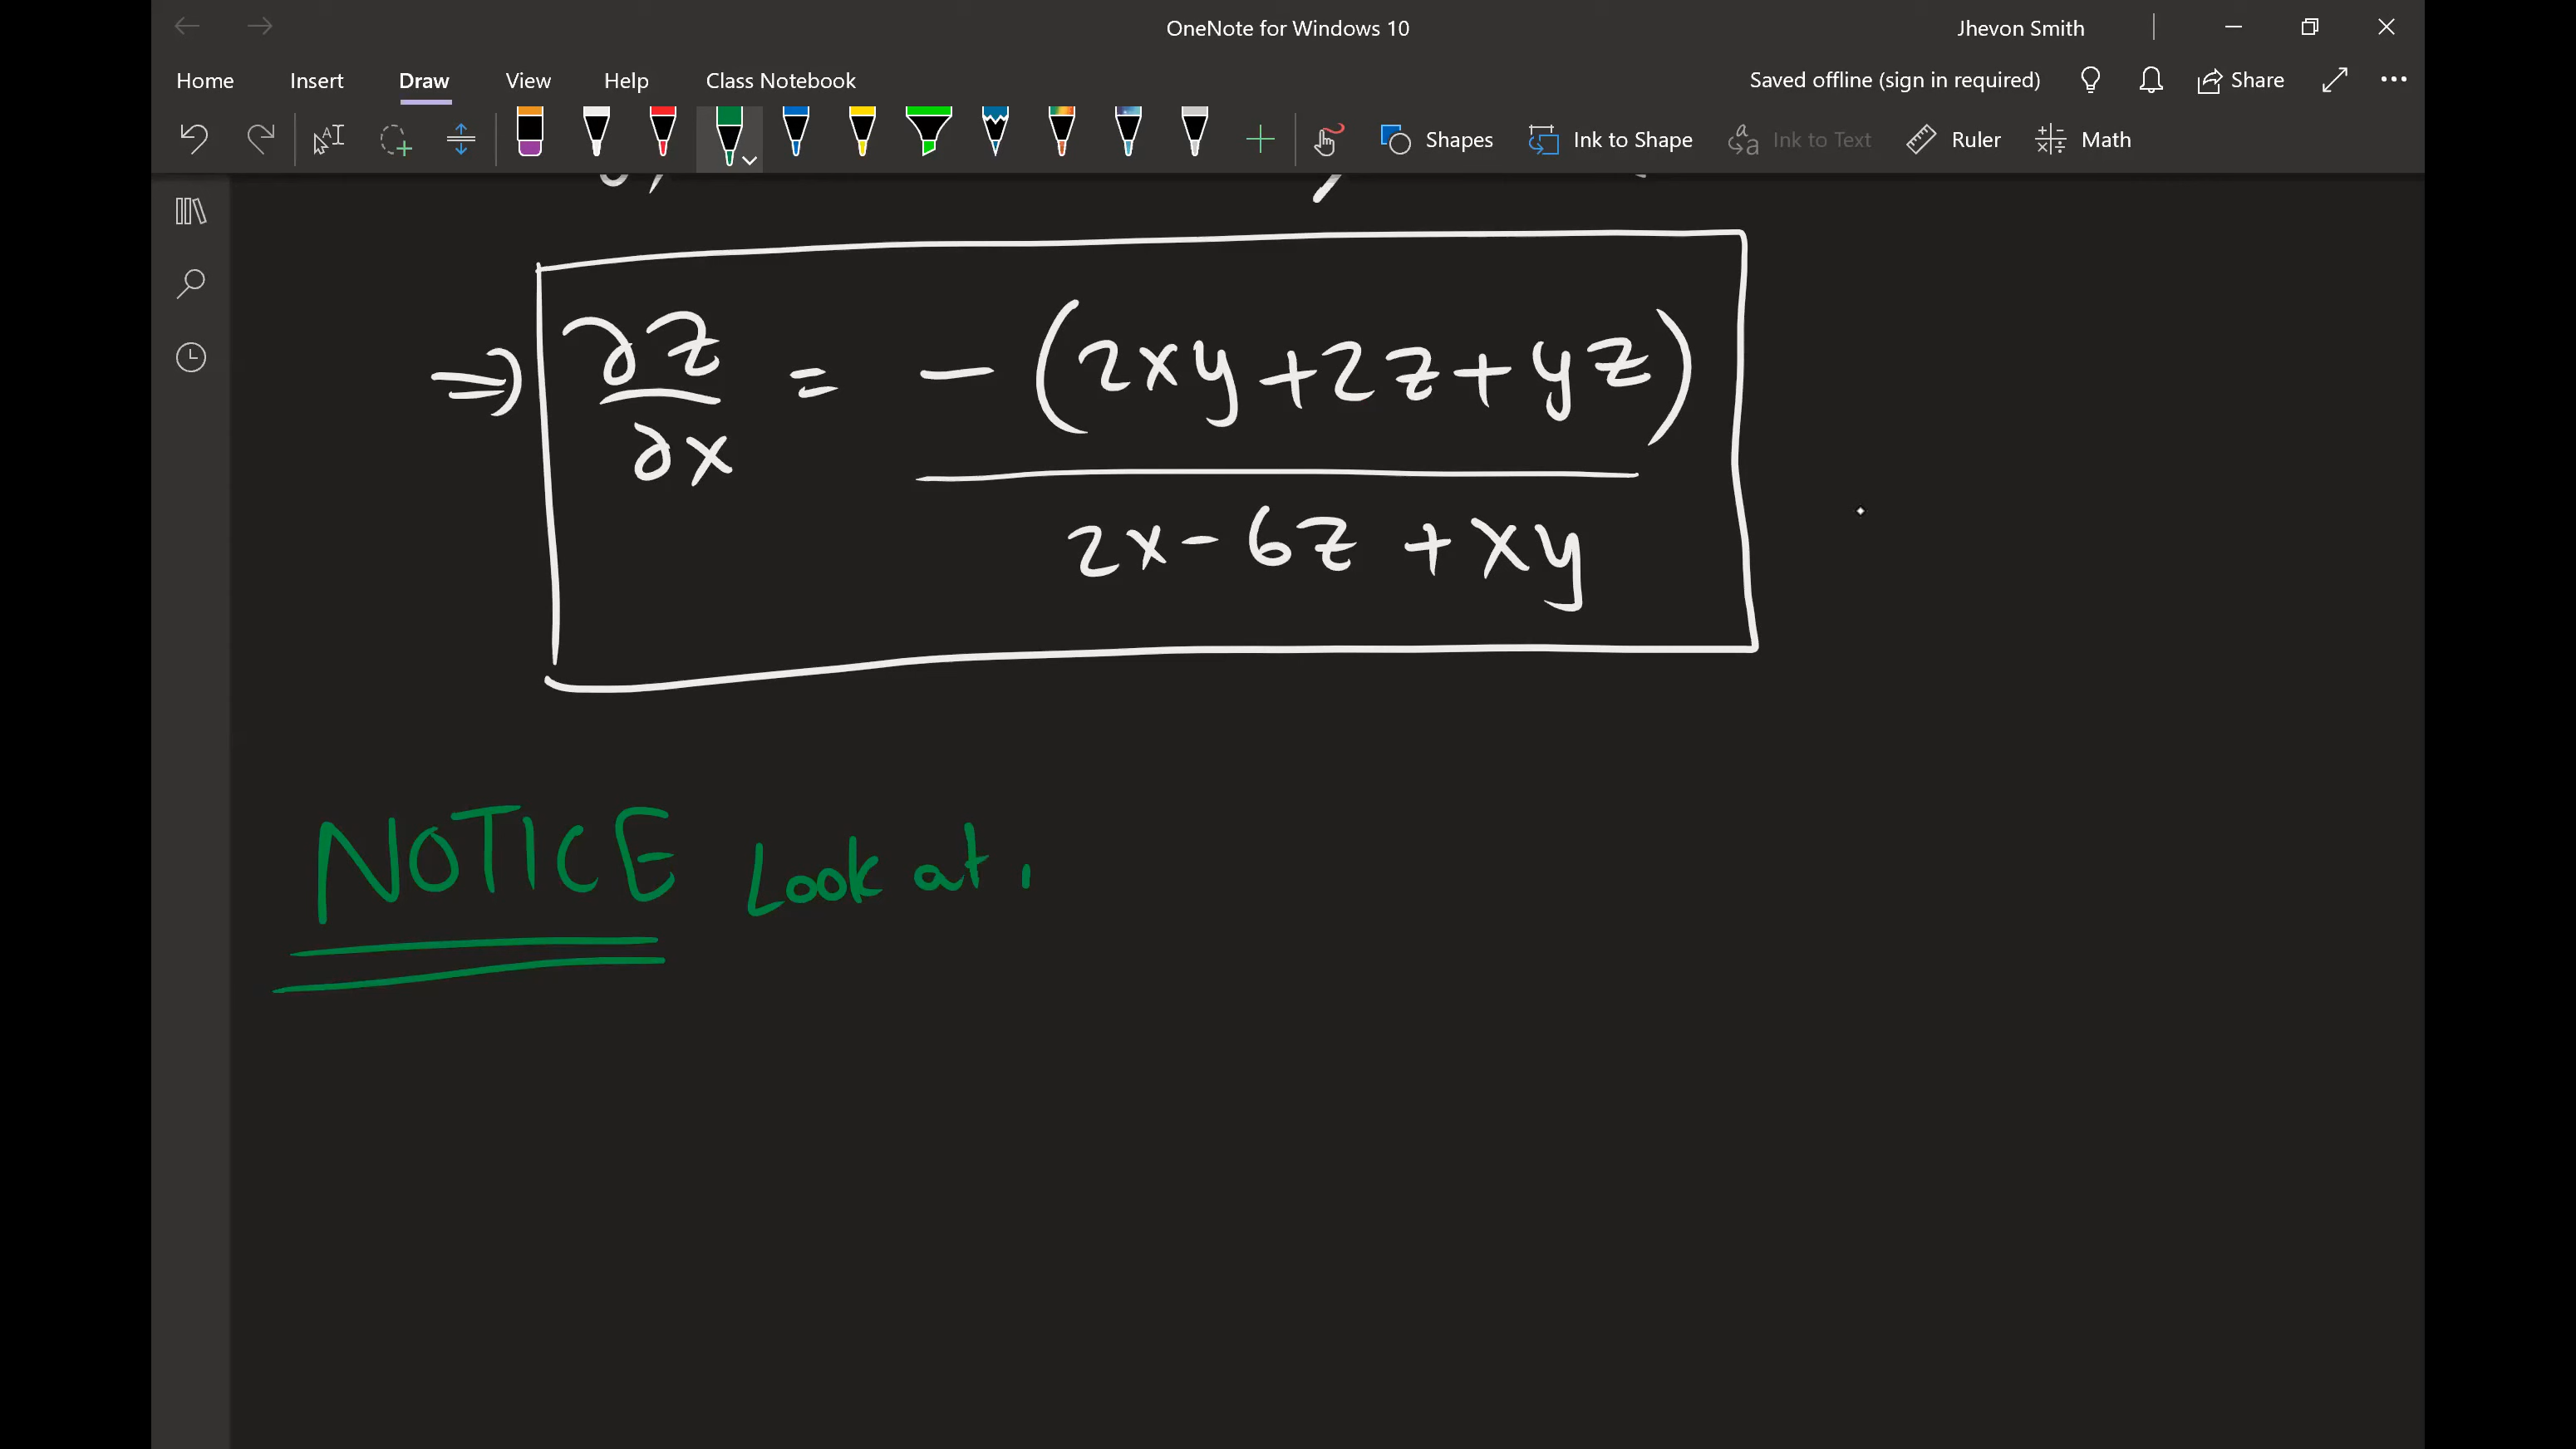 OneNote for Windows 10
Jhevon Smith
Home Insert Draw View Help Class Notebook
Saved offline (sign in required) Share
Shapes Ink to Shape Ink to Text Ruler Math
⇒ ∂z/∂x = -(2xy + 2z + yz) / (2x - 6z + xy)
NOTICE Look at